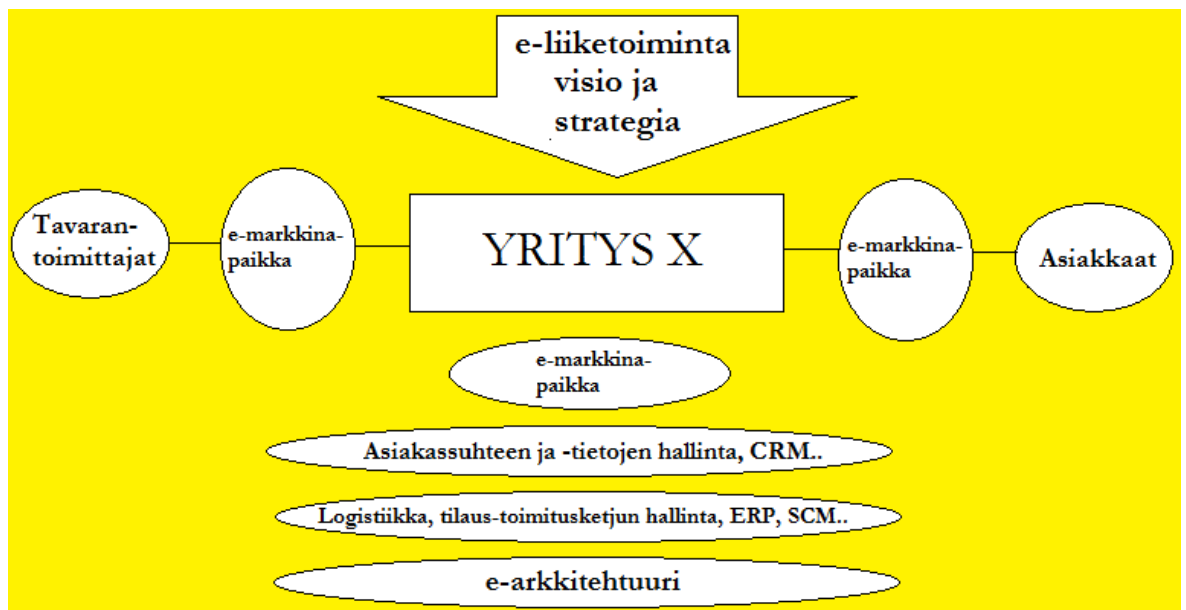 e-liiketoiminta
visio ja
strategia
Tavaran-
toimittajat
e-markkina-
paikka
YRITYS X
e-markkina-
paikka
Asiakkaat
e-markkina-
paikka
Asiakassuhteen ja -tietojen hallinta, CRM..
Logistiikka, tilaus-toimitusketjun hallinta, ERP, SCM..
e-arkkitehtuuri